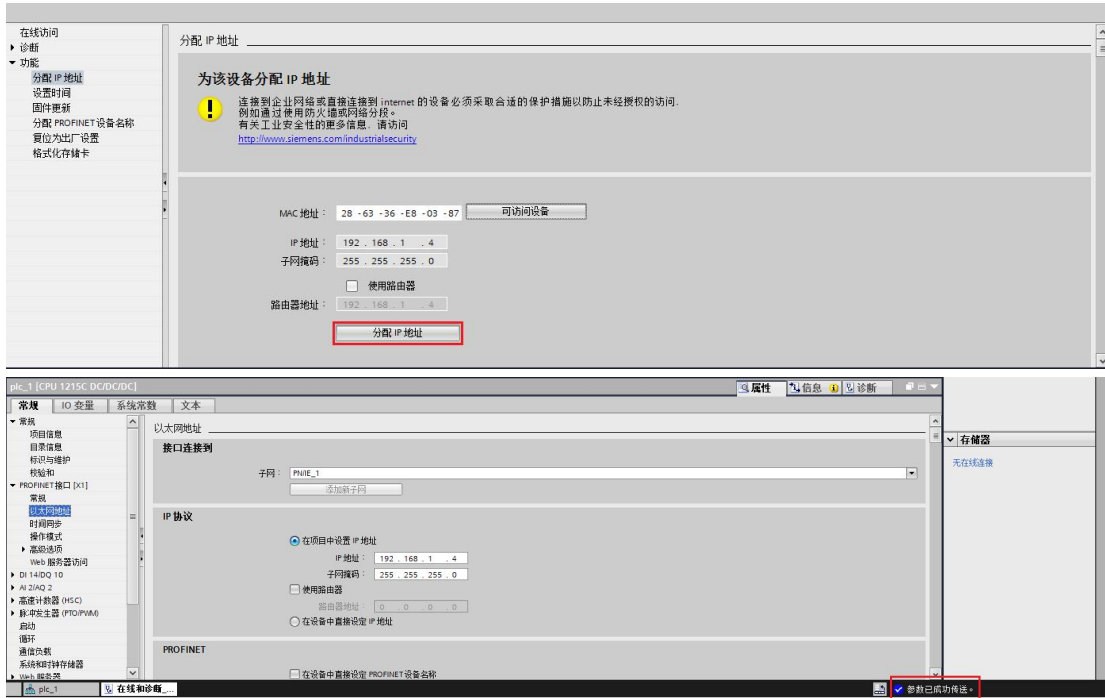 在线访问
诊断
功能
分配 IP 地址
设置时间
固件更新
分配 PROFINET 设备名称
复位为出厂设置
格式化存储卡
分配 IP 地址
为该设备分配 IP 地址
连接到企业网络或直接连接到 internet 的设备必须采取合适的保护措施以防止未经授权的访问.
例如通过使用防火墙或网络分段。
有关工业安全性的更多信息. 请访问
http://www.siemens.com/industrialsecurity
MAC 地址： 28 -63 -36 -E8 -03 -87 可访问设备
IP 地址： 192 . 168 . 1 . 4
子网掩码： 255 . 255 . 255 . 0
使用路由器
路由器地址： 192 . 168 . 1 . 4
分配 IP 地址
plc_1 [CPU 1215C DC/DC/DC]
属性 信息 诊断
常规 IO 变量 系统常数 文本
常规
项目信息
目录信息
标识与维护
校验和
PROFINET 接口 [X1]
常规
以太网地址
时间同步
操作模式
高级选项
Web 服务器访问
DI 14/DQ 10
AI 2/AQ 2
高速计数器 (HSC)
脉冲发生器 (PTO/PWM)
启动
循环
通信负载
系统和时钟存储器
Web 服务器
以太网地址
接口连接到
子网： PN/IE_1
添加新子网
IP 协议
在项目中设置 IP 地址
IP 地址： 192 . 168 . 1 . 4
子网掩码： 255 . 255 . 255 . 0
使用路由器
路由器地址： 0 . 0 . 0 . 0
在设备中直接设定 IP 地址
PROFINET
在设备中直接设定 PROFINET 设备名称
存储器
无在线连接
plc_1 在线和诊断_...
参数已成功传送。